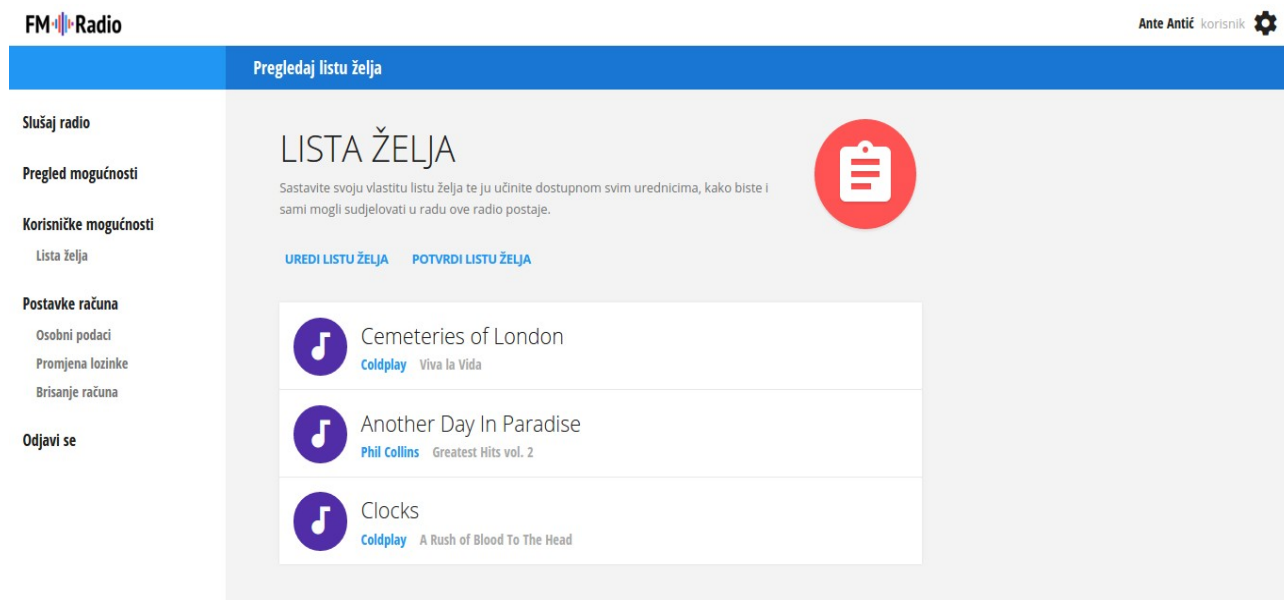 FM Radio
Ante Antić korisnik
Pregledaj listu želja
Slušaj radio
Pregled mogućnosti
Korisničke mogućnosti
Lista želja
Postavke računa
Osobni podaci
Promjena lozinke
Brisanje računa
Odjavi se
LISTA ŽELJA
Sastavite svoju vlastitu listu želja te ju učinite dostupnom svim urednicima, kako biste i
sami mogli sudjelovati u radu ove radio postaje.
UREDI LISTU ŽELJA POTVRDI LISTU ŽELJA
Cemeteries of London
Coldplay Viva la Vida
Another Day In Paradise
Phil Collins Greatest Hits vol. 2
Clocks
Coldplay A Rush of Blood To The Head